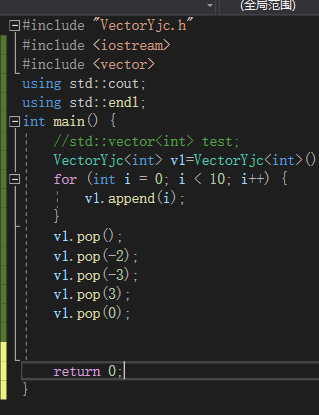 (全局范围)
#include "VectorYjc.h"
#include <iostream>
#include <vector>
using std::cout;
using std::endl;
int main() {
//std::vector<int> test;
VectorYjc<int> v1=VectorYjc<int>()
for (int i = 0; i < 10; i++) {
v1.append(i);
}
v1.pop();
v1.pop(-2);
v1.pop(-3);
v1.pop(3);
v1.pop(0);
return 0;
}